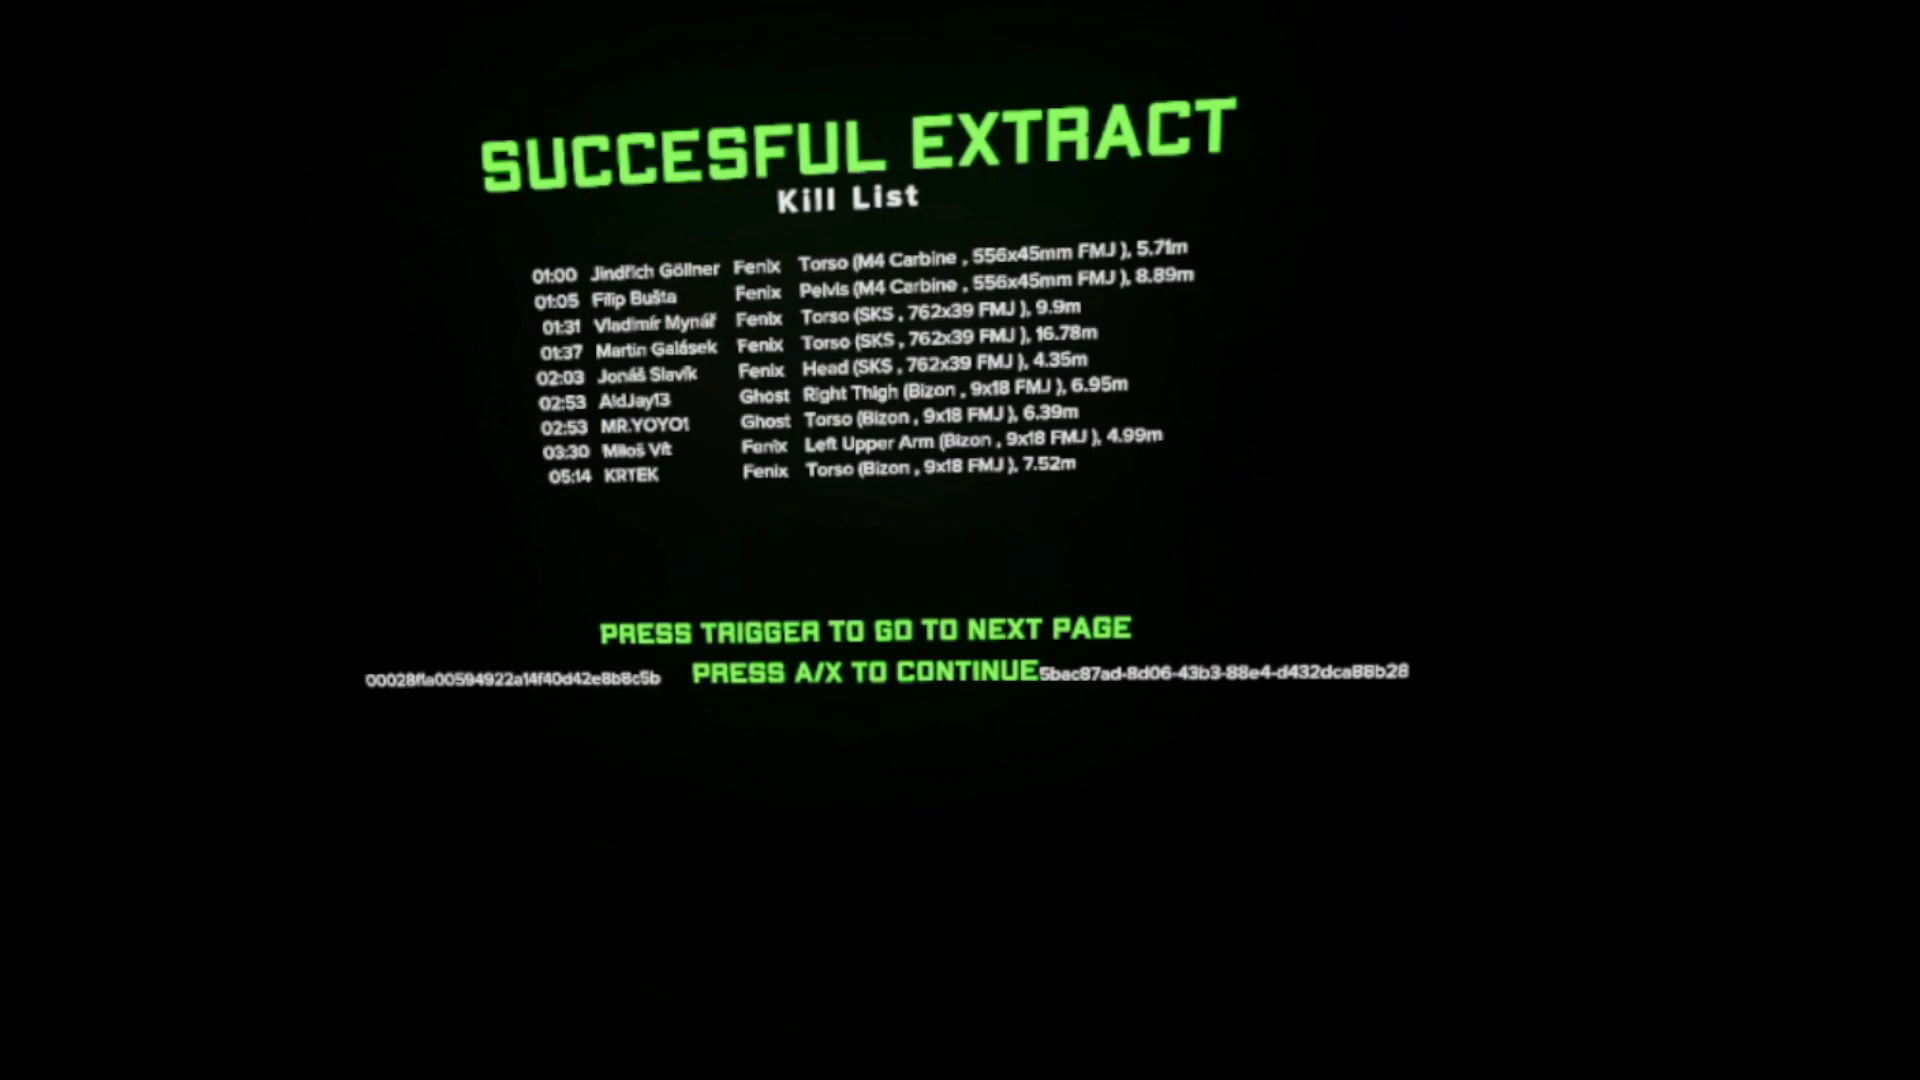 SUCCESFUL EXTRACT
Kill List
01:00 Jindřich Göllner Fenix Torso (M4 Carbine , 556x45mm FMJ ), 5.71m
01:05 Filip Bušta Fenix Pelvis (M4 Carbine , 556x45mm FMJ ), 8.89m
01:31 Vladimír Mynář Fenix Torso (SKS , 762x39 FMJ ), 9.9m
01:37 Martin Galásek Fenix Torso (SKS , 762x39 FMJ ), 16.78m
02:03 Jonáš Slavík Fenix Head (SKS , 762x39 FMJ ), 4.35m
02:53 AldJay13 Ghost Right Thigh (Bizon , 9x18 FMJ ), 6.95m
02:53 MR.YOYO1 Ghost Torso (Bizon , 9x18 FMJ ), 6.39m
03:30 Miloš Vít Fenix Left Upper Arm (Bizon , 9x18 FMJ ), 4.99m
05:14 KRTEK Fenix Torso (Bizon , 9x18 FMJ ), 7.52m
PRESS TRIGGER TO GO TO NEXT PAGE
00028f1a00594922a14f40d42e8b8c5b PRESS A/X TO CONTINUE 5bac87ad-8d06-43b3-88e4-d432dca88b28